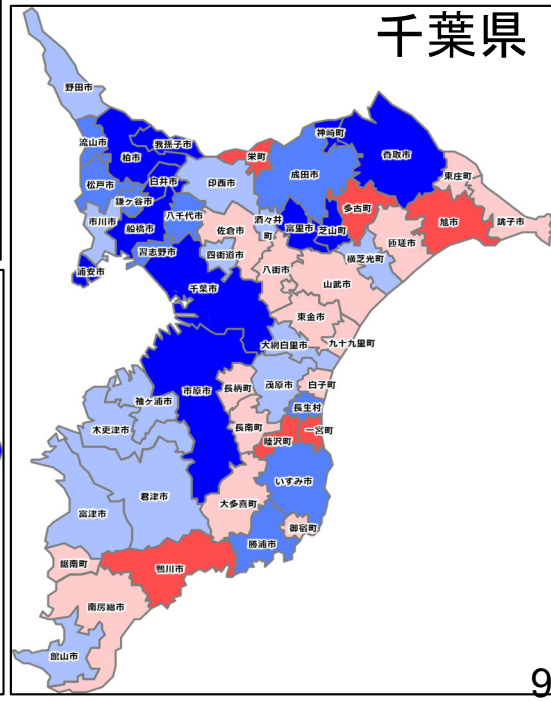 千葉県
野田市
流山市
我孫子市
柏市
神崎町
香取市
栄町
東庄町
松戸市
白井市
印西市
成田市
鎌ケ谷市
市川市
八千代市
船橋市
佐倉市
酒々井
町
富里市
芝山町
多古町
旭市
銚子市
匝瑳市
習志野市
四街道市
横芝光町
浦安市
八街市
千葉市
山武市
東金市
大網白里市
九十九里町
市原市
長柄町
茂原市
白子町
袖ヶ浦市
長生村
木更津市
長南町
一宮町
睦沢町
いすみ市
君津市
大多喜町
富津市
御宿町
勝浦市
鋸南町
鴨川市
南房総市
館山市
9